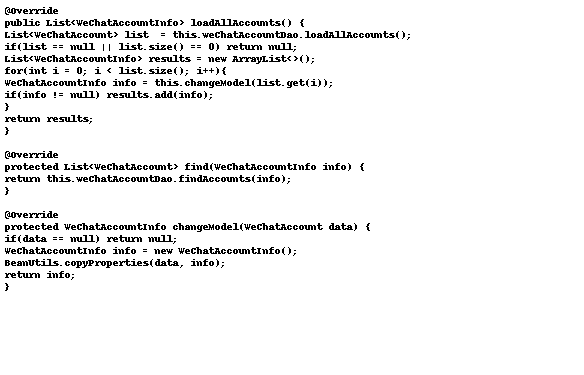 @Override
public List<WeChatAccountInfo> loadAllAccounts() {
List<WeChatAccount> list  = this.weChatAccountDao.loadAllAccounts();
if(list == null || list.size() == 0) return null;
List<WeChatAccountInfo> results = new ArrayList<>();
for(int i = 0; i < list.size(); i++){
WeChatAccountInfo info = this.changeModel(list.get(i));
if(info != null) results.add(info);
}
return results;
}

@Override
protected List<WeChatAccount> find(WeChatAccountInfo info) {
return this.weChatAccountDao.findAccounts(info);
}

@Override
protected WeChatAccountInfo changeModel(WeChatAccount data) {
if(data == null) return null;
WeChatAccountInfo info = new WeChatAccountInfo();
BeanUtils.copyProperties(data, info);
return info;
}